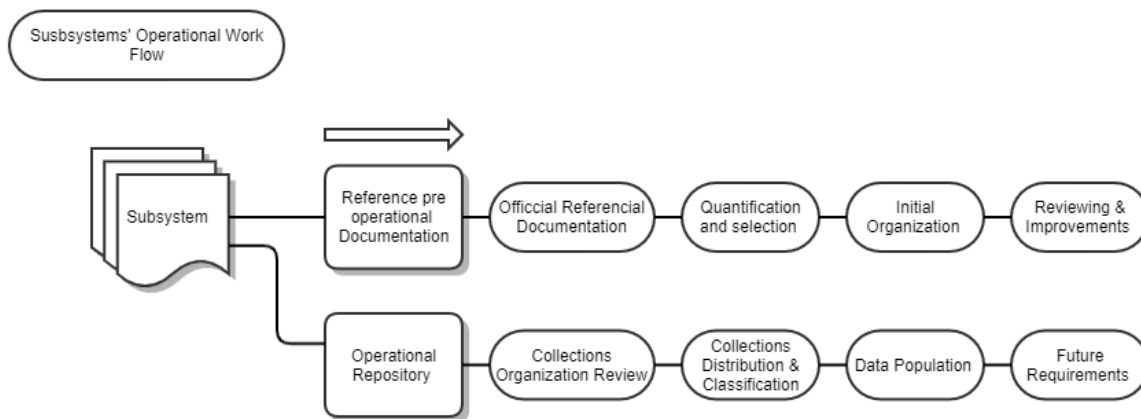 Susbsystems' Operational Work
Flow
Subsystem
Reference pre
operational
Documentation
Officcial Referencial
Documentation
Quantification
and selection
Initial
Organization
Reviewing &
Improvements
Operational
Repository
Collections
Organization Review
Collections
Distribution &
Classification
Data Population
Future
Requirements